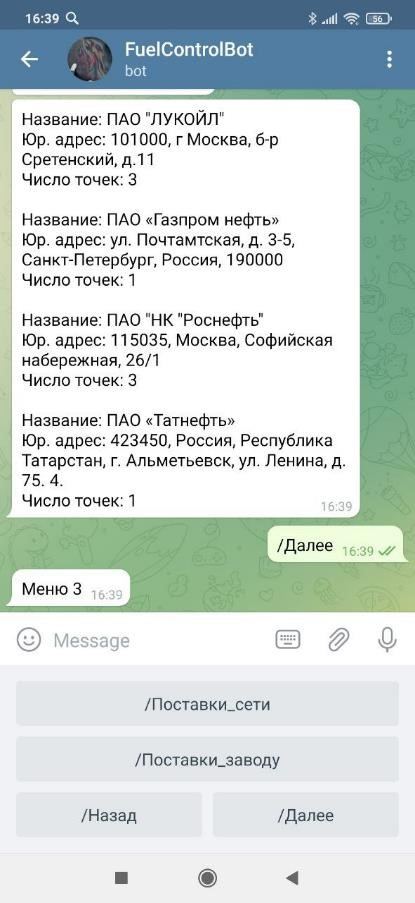 16:39
56
FuelControlBot
bot
Название: ПАО "ЛУКОЙЛ"
Юр. адрес: 101000, г Москва, б-р
Сретенский, д.11
Число точек: 3
Название: ПАО «Газпром нефть»
Юр. адрес: ул. Почтамтская, д. 3-5,
Санкт-Петербург, Россия, 190000
Число точек: 1
Название: ПАО "НК "Роснефть"
Юр. адрес: 115035, Москва, Софийская
набережная, 26/1
Число точек: 3
Название: ПАО «Татнефть»
Юр. адрес: 423450, Россия, Республика
Татарстан, г. Альметьевск, ул. Ленина, д.
75. 4.
Число точек: 1
16:39
/Далее 16:39
Меню 3 16:39
Message
/Поставки_сети
/Поставки_заводу
/Назад
/Далее